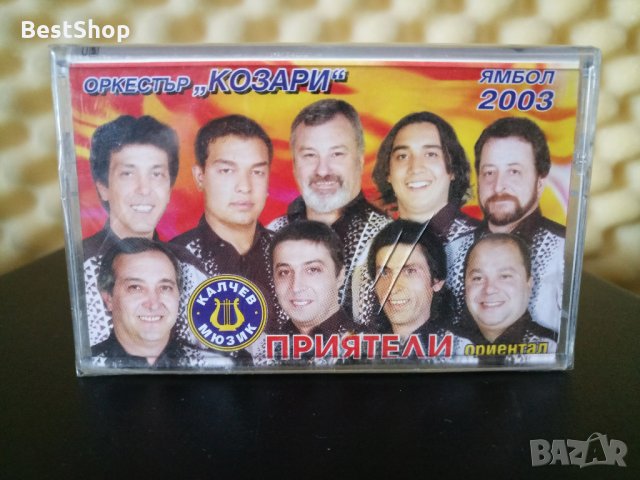 BestShop
ОРКЕСТЪР „КОЗАРИ“
ЯМБОЛ
2003
КАЛЧЕВ
МЮЗИК
ПРИЯТЕЛИ ориентал
BAZAR